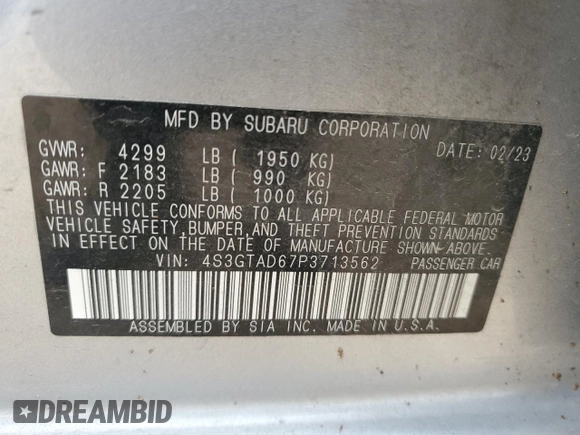 MFD BY SUBARU CORPORATION
GVWR: 4299 LB ( 1950 KG) DATE: 02/23
GAWR: F 2183 LB ( 990 KG)
GAWR: R 2205 LB ( 1000 KG)
THIS VEHICLE CONFORMS TO ALL APPLICABLE FEDERAL MOTOR
VEHICLE SAFETY, BUMPER, AND THEFT PREVENTION STANDARDS
IN EFFECT ON THE DATE OF MANUFACTURE SHOWN ABOVE.
VIN: 4S3GTAD67P3713562 PASSENGER CAR
ASSEMBLED BY SIA INC. MADE IN U.S.A.
DREAMBID